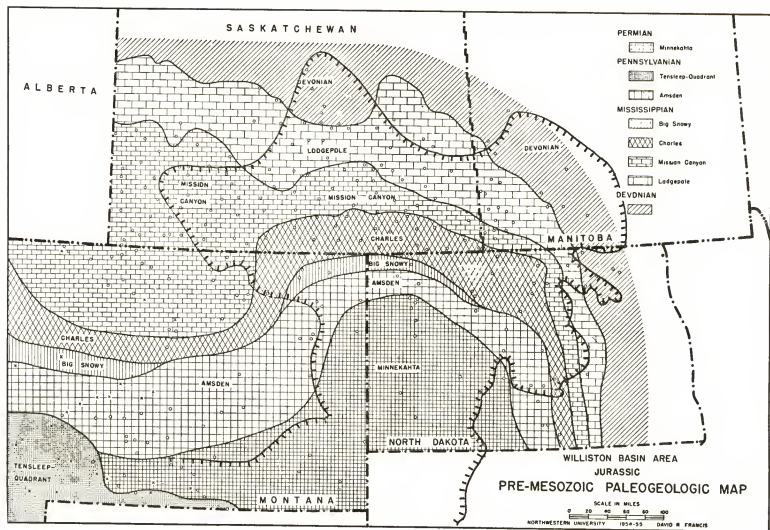 SASKATCHEWAN
ALBERTA
PERMIAN
Minnekahta
PENNSYLVANIAN
Tensleep-Quadrant
Amsden
MISSISSIPPIAN
Big Snowy
Charles
Mission Canyon
Lodgepole
DEVONIAN
DEVONIAN
DEVONIAN
LODGEPOLE
MISSION
CANYON
MISSION CANYON
CHARLES
MANITOBA
BIG SNOWY
AMSDEN
CHARLES
BIG SNOWY
AMSDEN
MINNEKAHTA
NORTH DAKOTA
TENSLEEP-
QUADRANT
MONTANA
WILLISTON BASIN AREA
JURASSIC
PRE-MESOZOIC PALEOGEOLOGIC MAP
SCALE IN MILES
0 20 40 60 80 100
NORTHWESTERN UNIVERSITY 1954-55 DAVID R FRANCIS